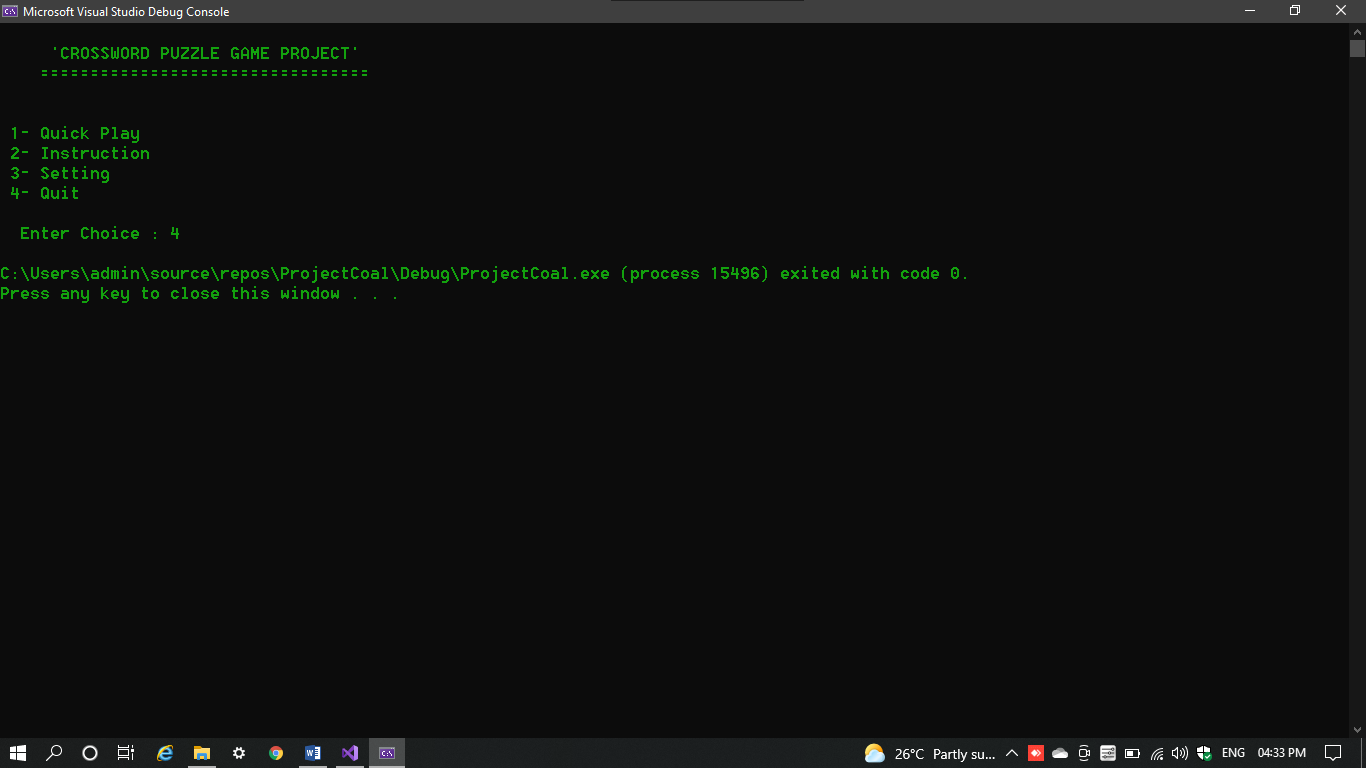 Microsoft Visual Studio Debug Console
'CROSSWORD PUZZLE GAME PROJECT'
=================================
1- Quick Play
2- Instruction
3- Setting
4- Quit
Enter Choice : 4
C:\Users\admin\source\repos\ProjectCoal\Debug\ProjectCoal.exe (process 15496) exited with code 0.
Press any key to close this window . . .
26°C Partly su... ENG 04:33 PM